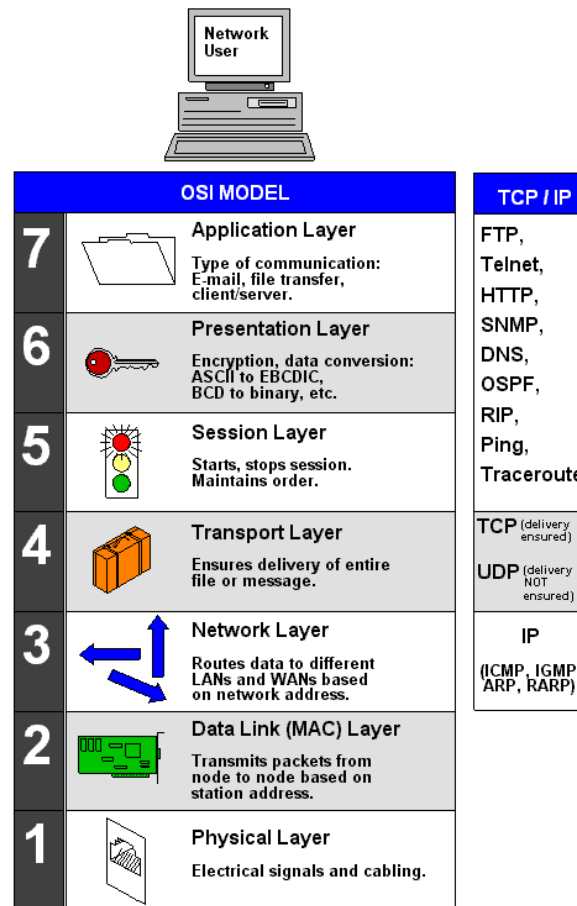 Network
User
OSI MODEL
7
Application Layer
Type of communication:
E-mail, file transfer,
client/server.
6
Presentation Layer
Encryption, data conversion:
ASCII to EBCDIC,
BCD to binary, etc.
5
Session Layer
Starts, stops session.
Maintains order.
4
Transport Layer
Ensures delivery of entire
file or message.
3
Network Layer
Routes data to different
LANs and WANs based
on network address.
2
Data Link (MAC) Layer
Transmits packets from
node to node based on
station address.
1
Physical Layer
Electrical signals and cabling.
TCP / IP
FTP,
Telnet,
HTTP,
SNMP,
DNS,
OSPF,
RIP,
Ping,
Traceroute
TCP (delivery
ensured)
UDP (delivery
NOT
ensured)
IP
(ICMP, IGMP
ARP, RARP)